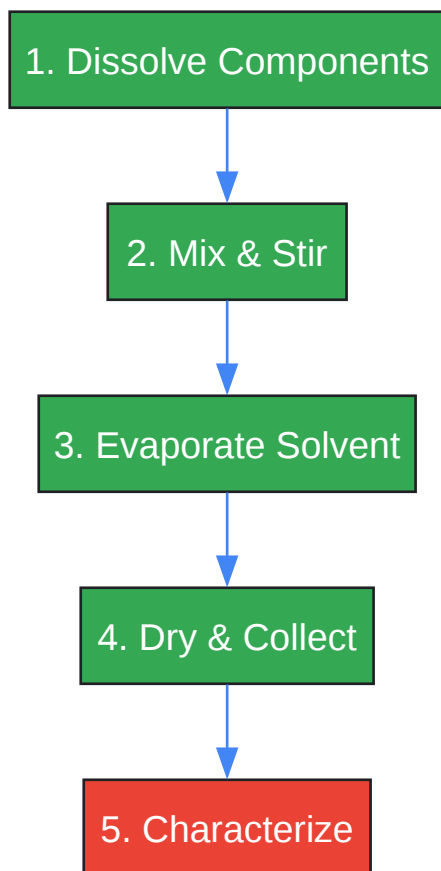 1. Dissolve Components
2. Mix & Stir
3. Evaporate Solvent
4. Dry & Collect
5. Characterize